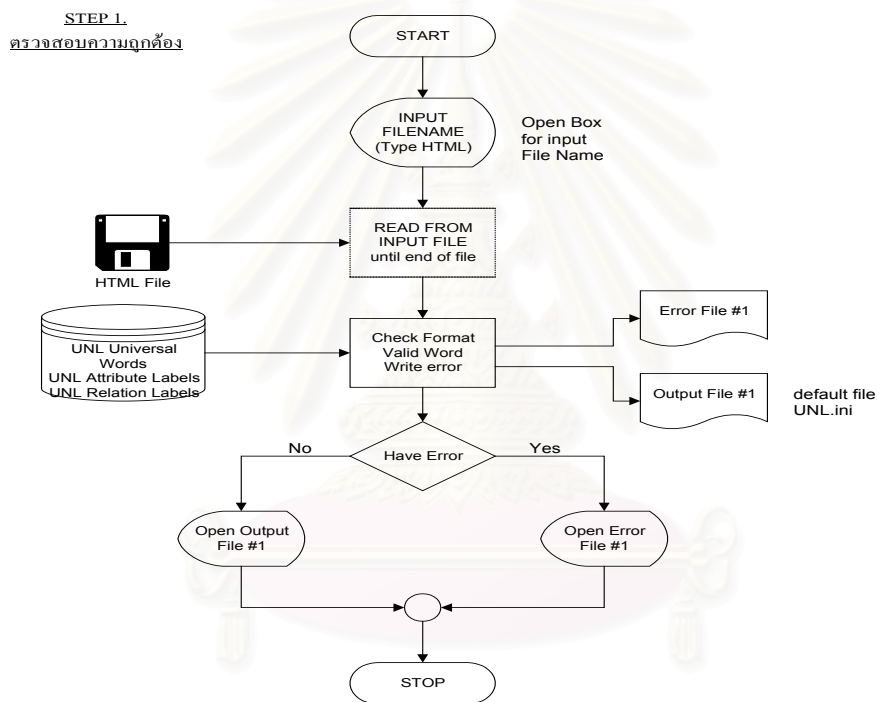 STEP 1.
ตรวจสอบความถูกต้อง
START
INPUT
FILENAME
(Type HTML)
Open Box
for input
File Name
READ FROM
INPUT FILE
until end of file
HTML File
UNL Universal
Words
UNL Attribute Labels
UNL Relation Labels
Check Format
Valid Word
Write error
Error File #1
Output File #1
default file
UNL.ini
Have Error
No
Yes
Open Output
File #1
Open Error
File #1
STOP